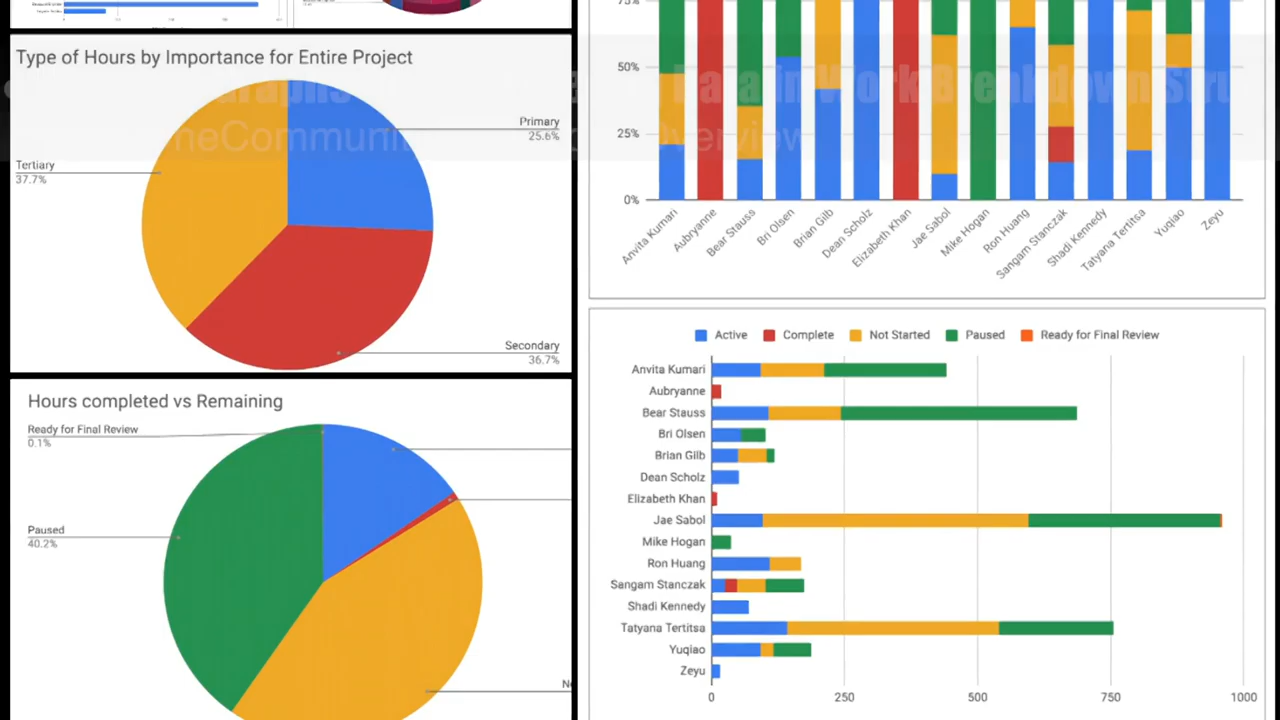 Type of Hours by Importance for Entire Project
Primary
25.6%
Tertiary
37.7%
Secondary
36.7%
Hours completed vs Remaining
Ready for Final Review
0.1%
Paused
40.2%
75%
50%
25%
0%
Anvita Kumari
Aubryanne
Bear Stauss
Bri Olsen
Brian Gilb
Dean Scholz
Elizabeth Khan
Jae Sabol
Mike Hogan
Ron Huang
Sangam Stanczak
Shadi Kennedy
Tatyana Tertitsa
Yuqiao
Zeyu
Active Complete Not Started Paused Ready for Final Review
Anvita Kumari
Aubryanne
Bear Stauss
Bri Olsen
Brian Gilb
Dean Scholz
Elizabeth Khan
Jae Sabol
Mike Hogan
Ron Huang
Sangam Stanczak
Shadi Kennedy
Tatyana Tertitsa
Yuqiao
Zeyu
0 250 500 750 1000